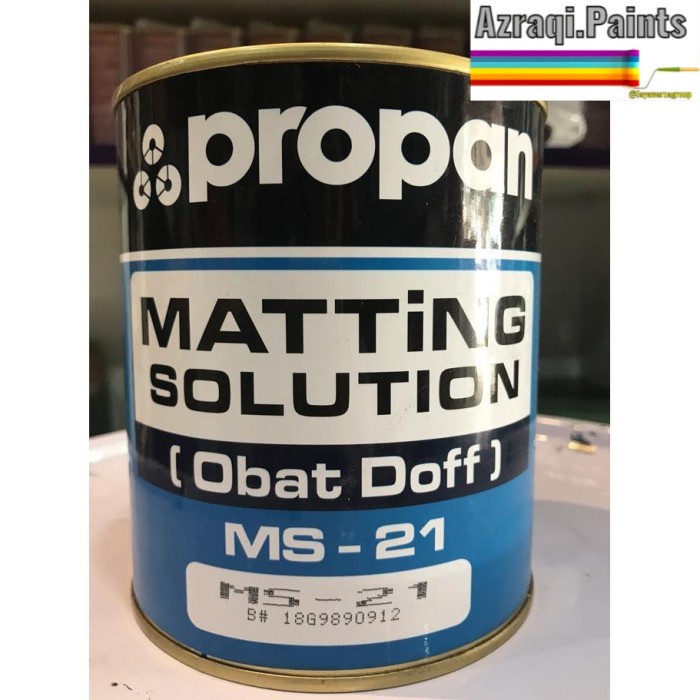 Azraqi.Paints
propan
MATTiNG
SOLUTION
( Obat Doff )
MS - 21
MS - 21
B# 18G9890912